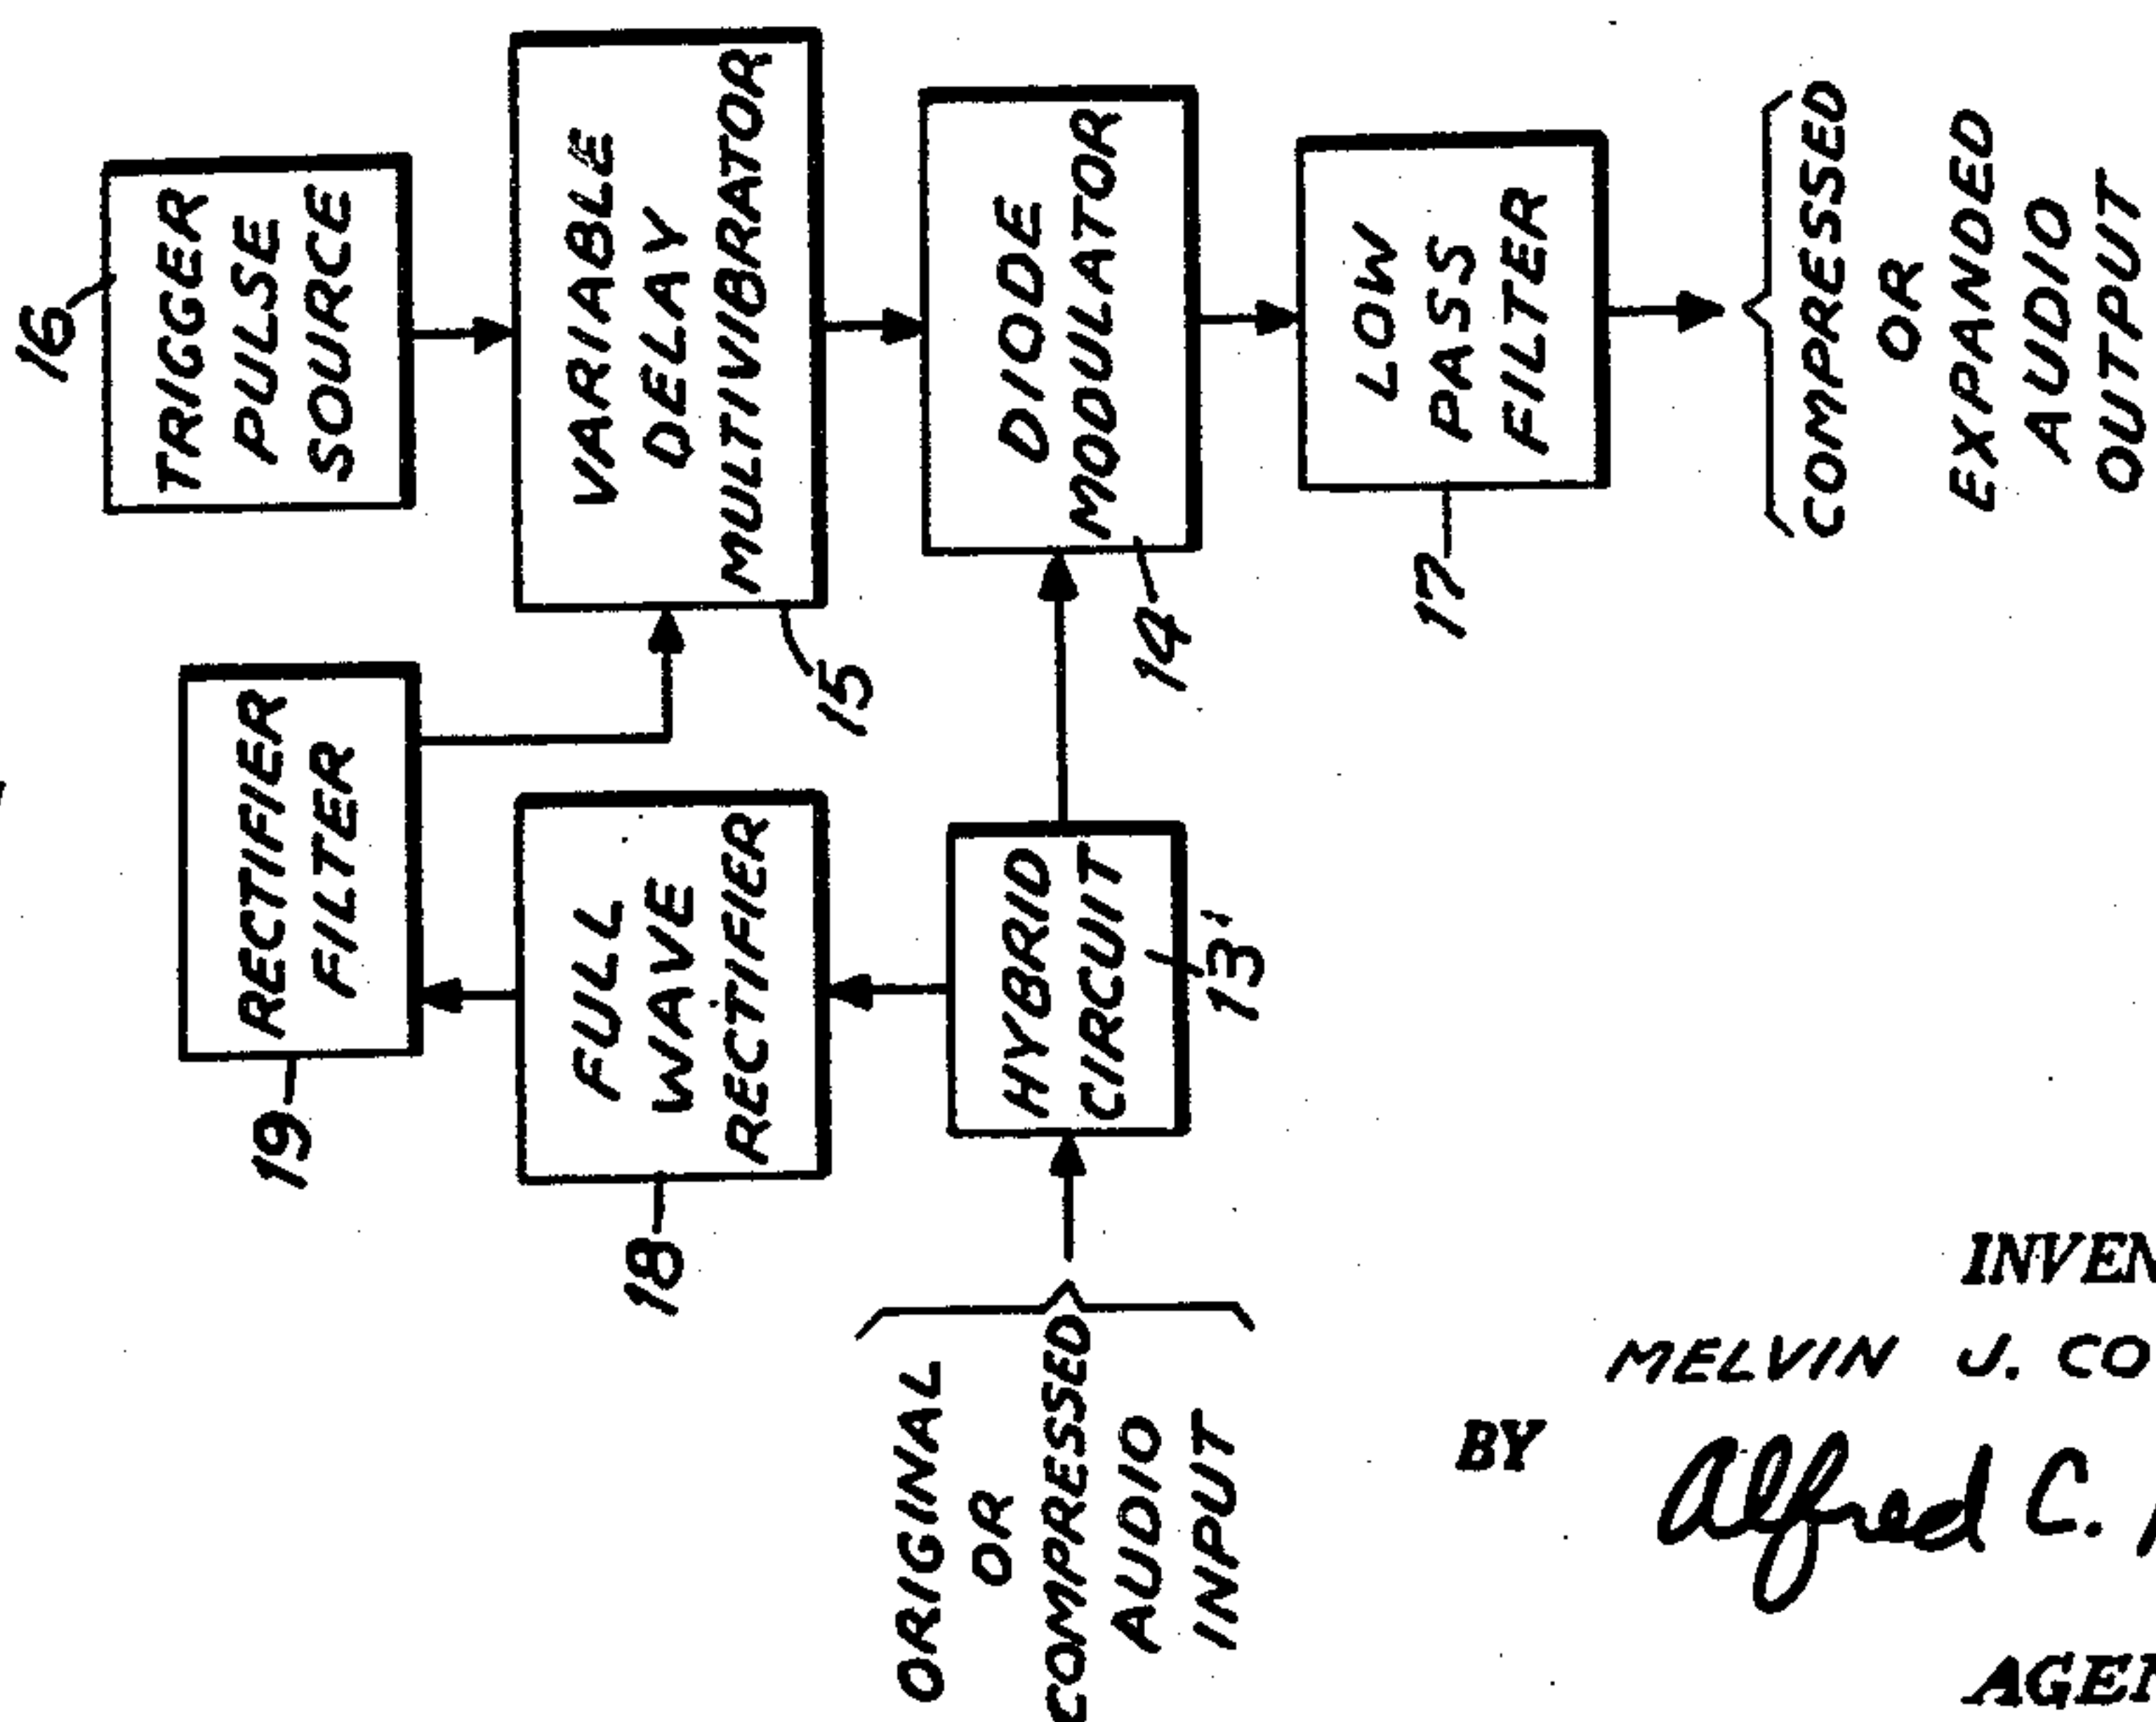 16
TRIGGER
PULSE
SOURCE
VARIABLE
DELAY
MULTIVIBRATOR
15
DIODE
MODULATOR
14
LOW
PASS
FILTER
17
COMPRESSED
OR
EXPANDED
AUDIO
OUTPUT
RECTIFIER
FILTER
19
FULL
WAVE
RECTIFIER
18
HYBRID
CIRCUIT
13'
ORIGINAL
OR
COMPRESSED
AUDIO
INPUT
INVEN
MELVIN J. CO
BY
Alfred C.
AGEN